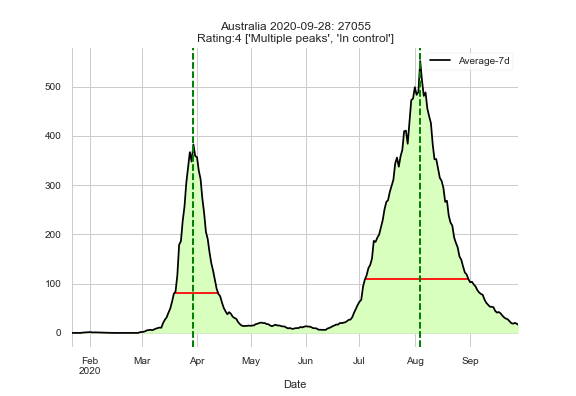 Australia 2020-09-28: 27055
Rating:4 ['Multiple peaks', 'In control']
Average-7d
500
400
300
200
100
0
Feb Mar Apr May Jun Jul Aug Sep
2020
Date